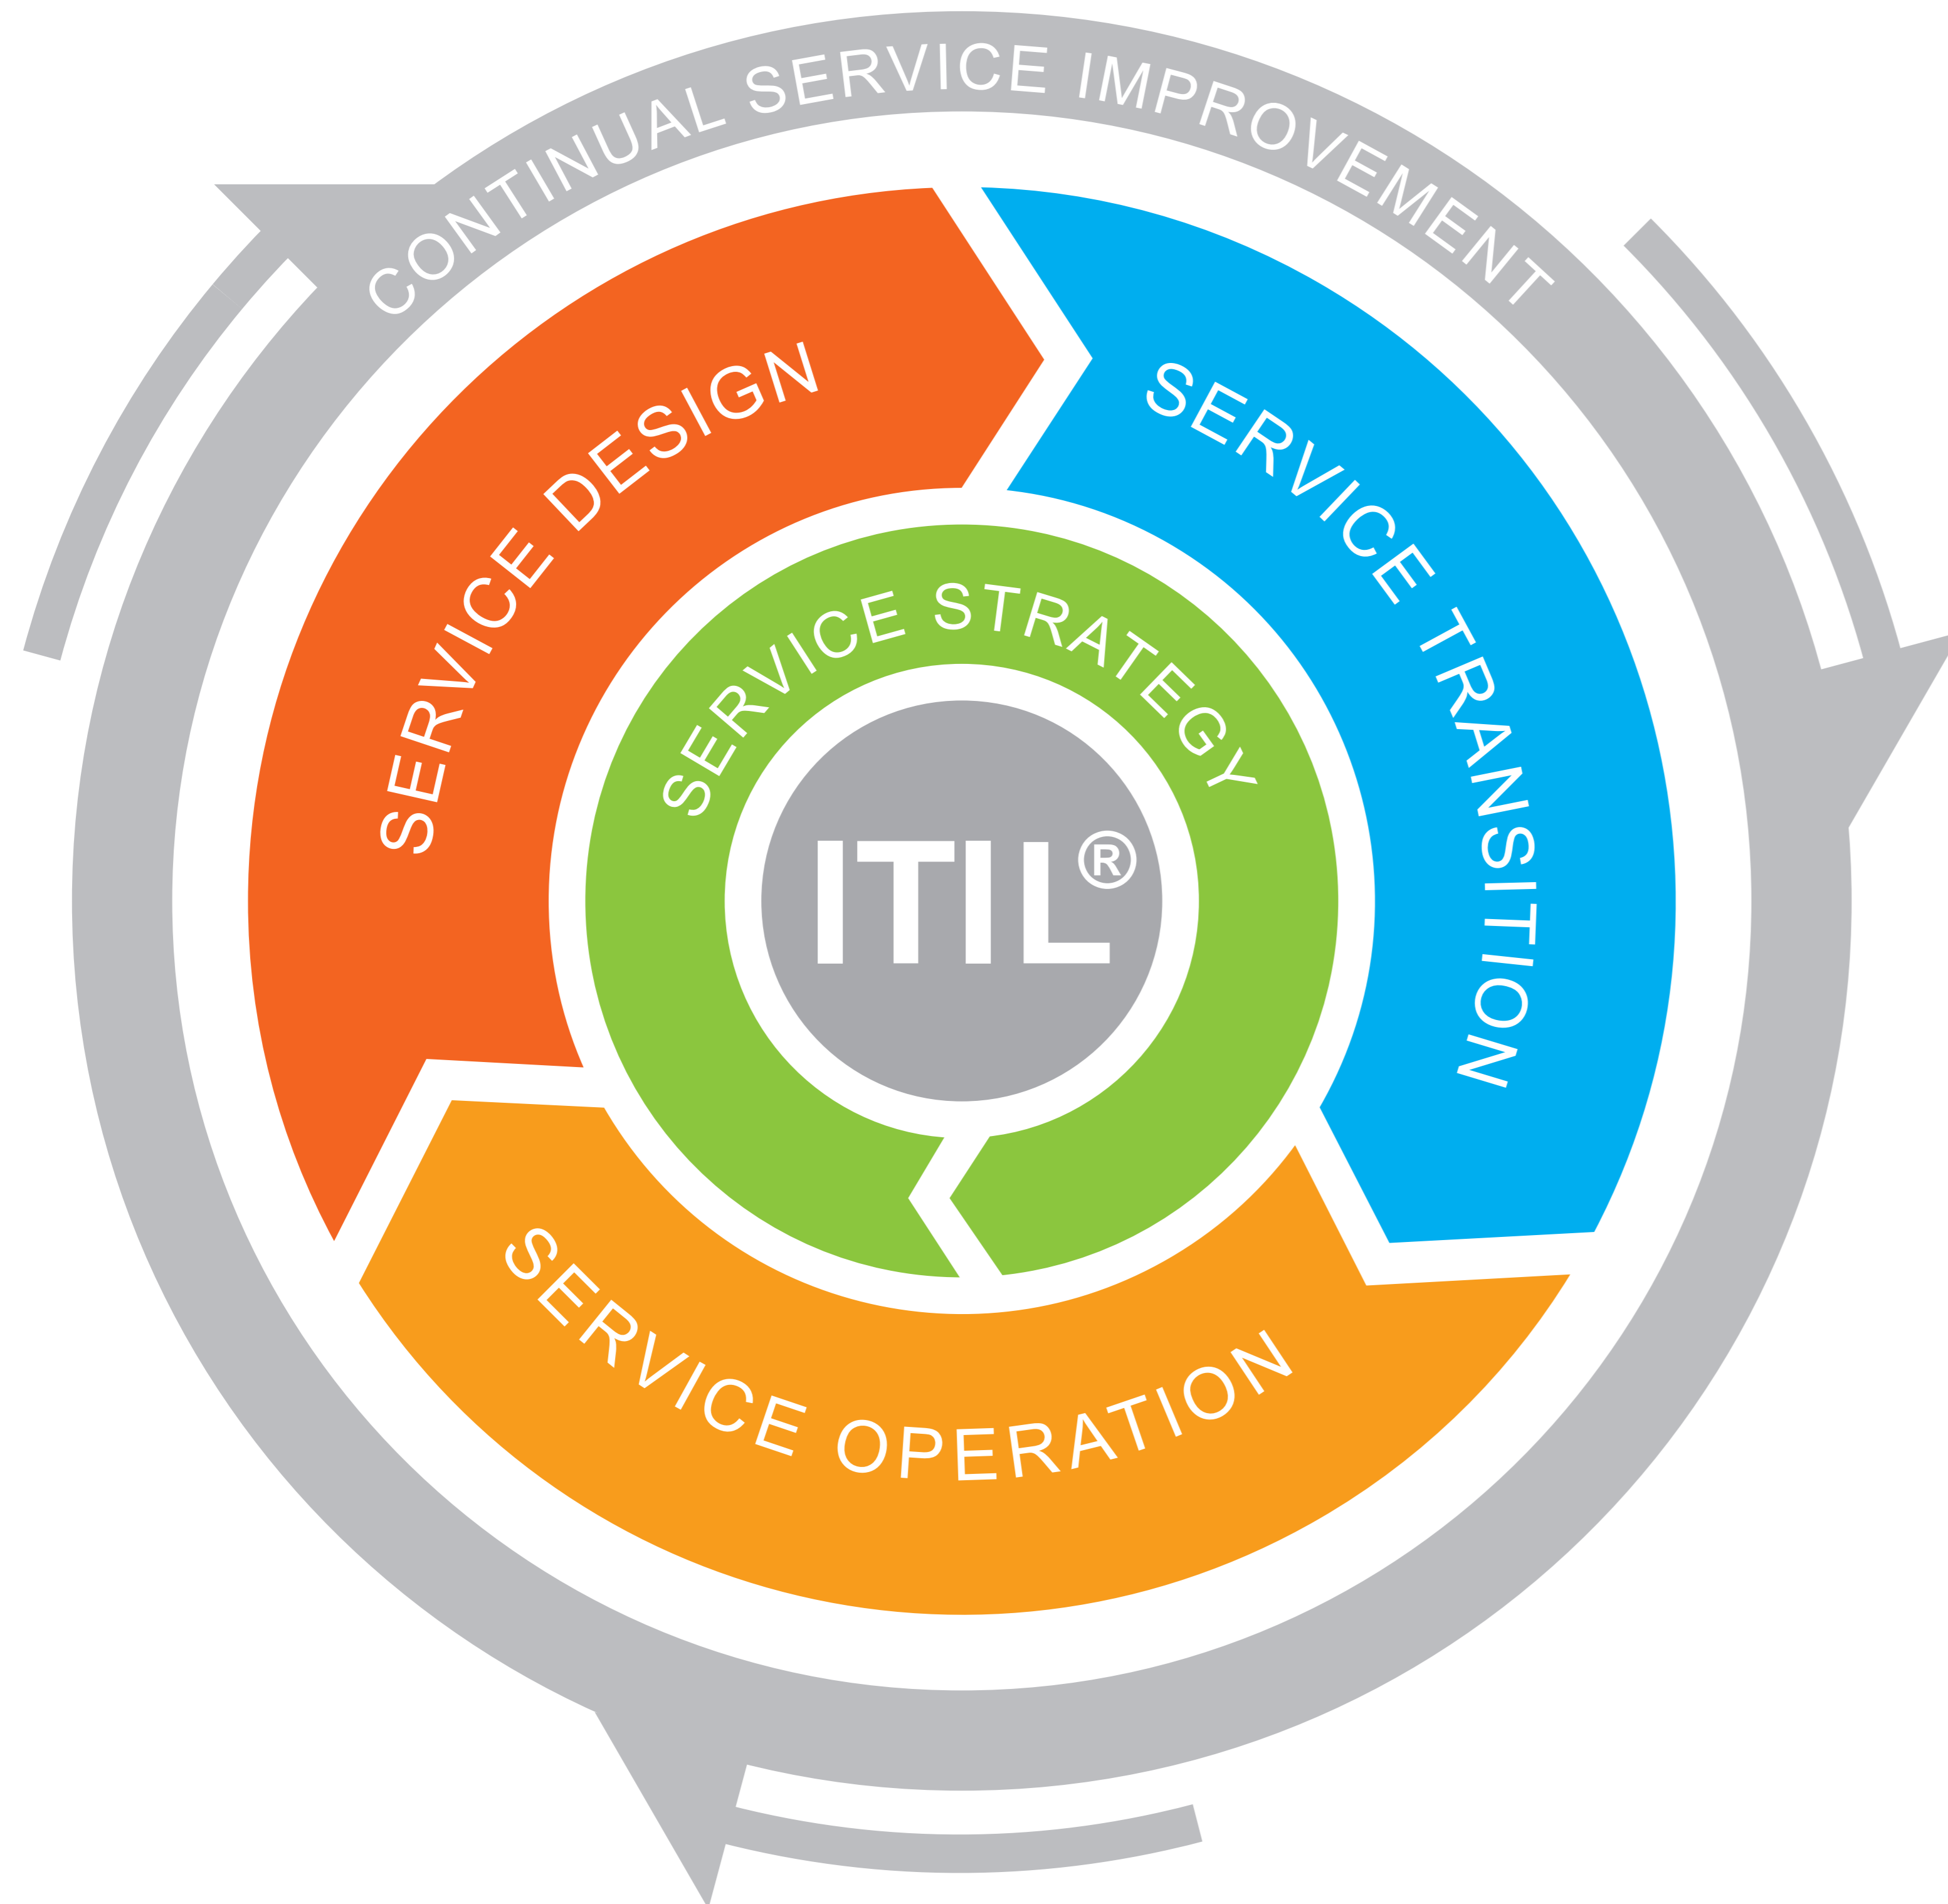 CONTINUAL SERVICE IMPROVEMENT
SERVICE DESIGN
SERVICE TRANSITION
SERVICE STRATEGY
ITIL®
SERVICE OPERATION